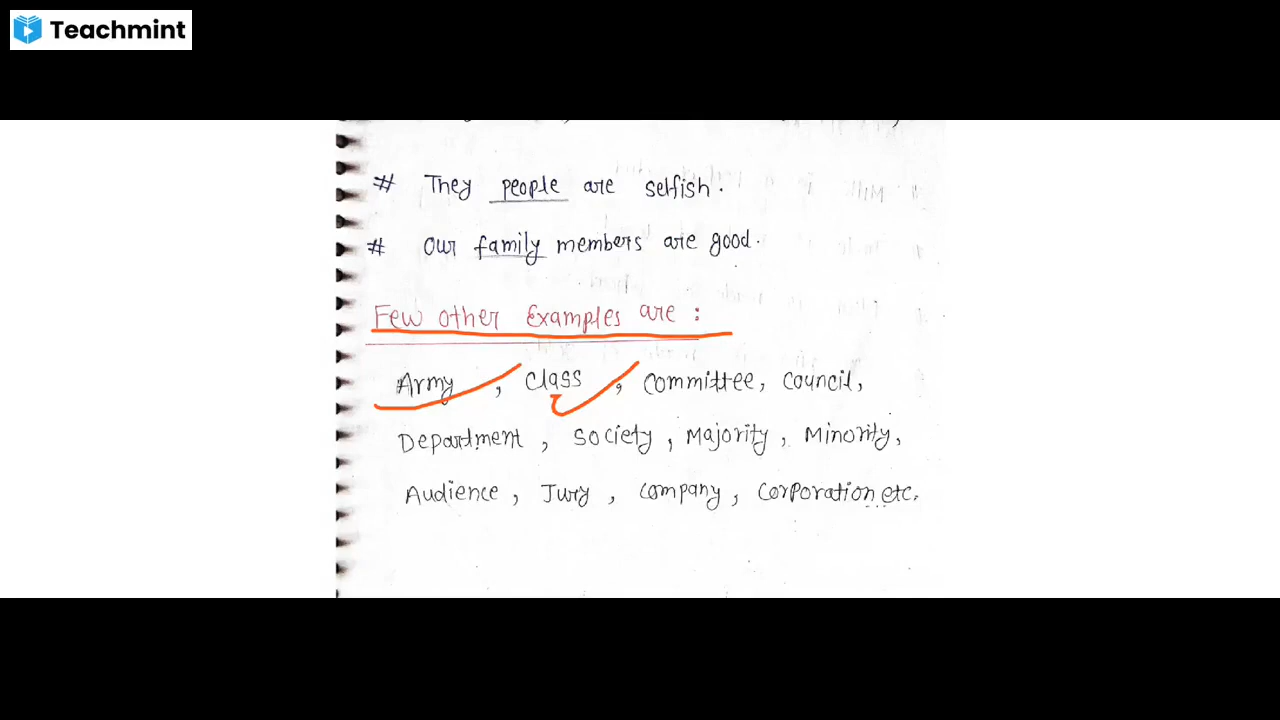 Teachmint
# They people are selfish.
# Our family members are good.
Few other Examples are :
Army , Class , Committee, Council,
Department , Society , Majority , Minority,
Audience , Jury , Company , Corporation etc.